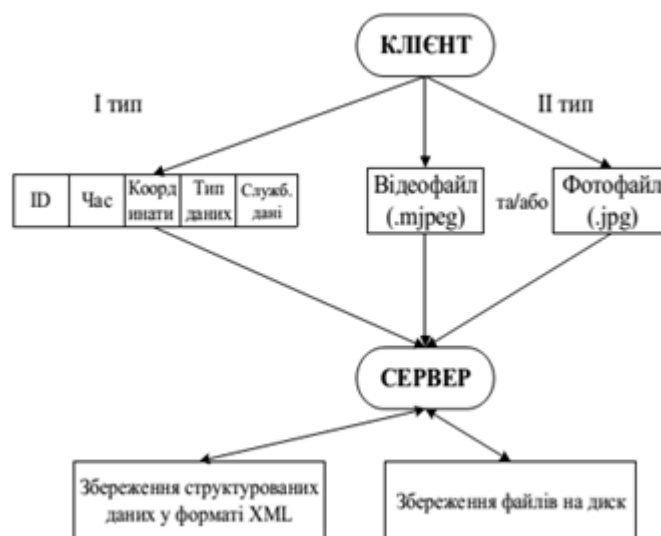 КЛІЄНТ
І тип
ІІ тип
ID
Час
Коорд
инати
Тип
даних
Служб.
дані
Відеофайл
(.mjpeg)
та/або
Фотофайл
(.jpg)
СЕРВЕР
Збереження структурованих
даних у форматі XML
Збереження файлів на диск